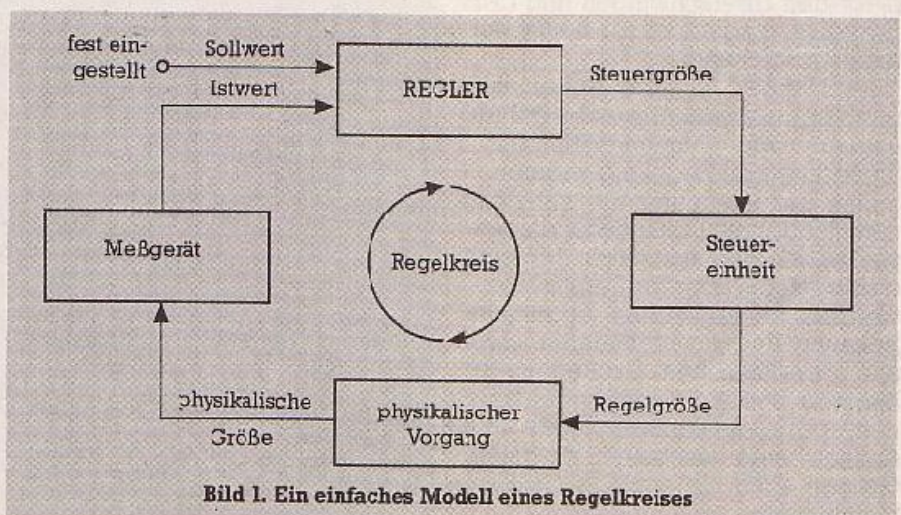 fest ein-
gestellt
Sollwert
Istwert
REGLER
Steuergröße
Meßgerät
Regelkreis
Steuer-
einheit
physikalische
Größe
physikalischer
Vorgang
Regelgröße
Bild 1. Ein einfaches Modell eines Regelkreises